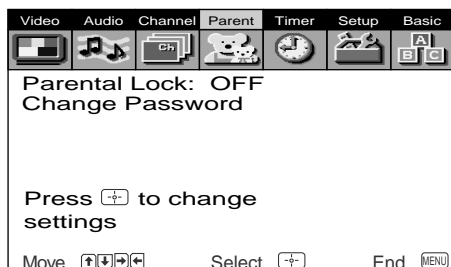 Video Audio Channel Parent Timer Setup Basic
Ch A B C
Parental Lock: OFF
Change Password
Press to change
settings
Move Select End MENU